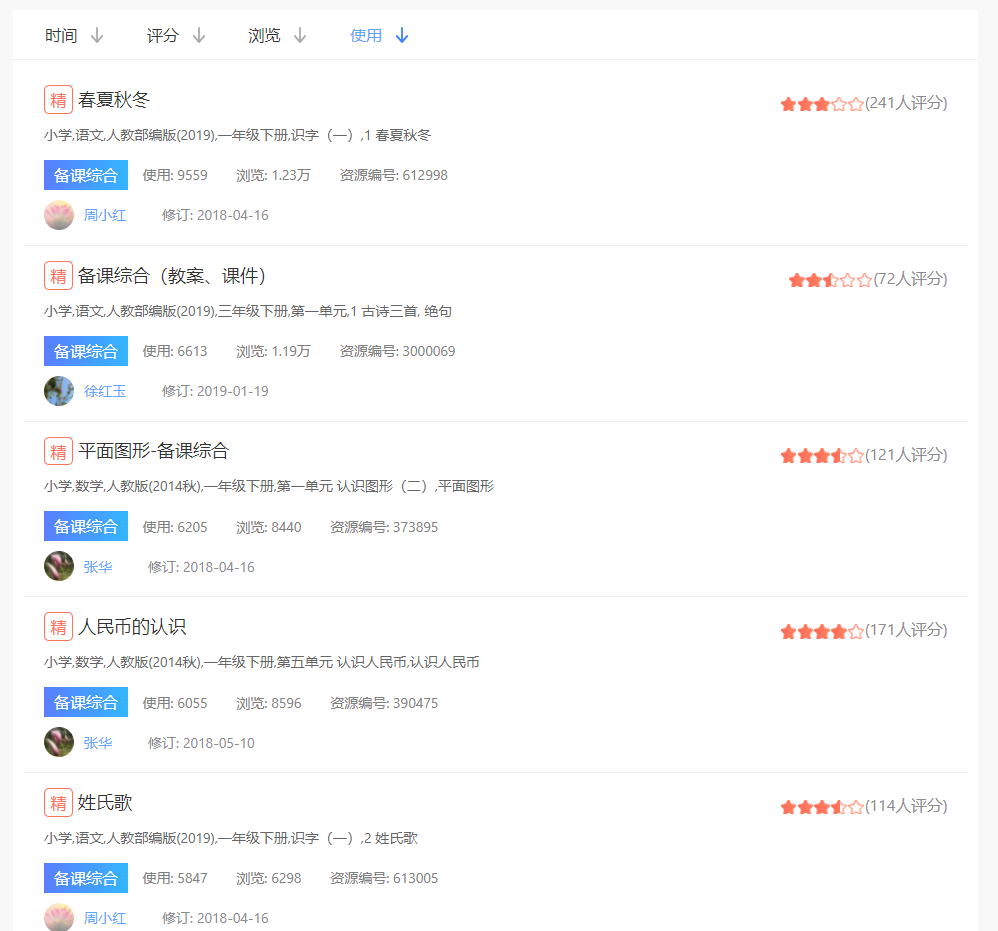 时间 评分 浏览 使用
精 春夏秋冬 (241人评分)
小学,语文,人教部编版(2019),一年级下册,识字（一）,1 春夏秋冬
备课综合 使用: 9559 浏览: 1.23万 资源编号: 612998
周小红 修订: 2018-04-16
精 备课综合（教案、课件） (72人评分)
小学,语文,人教部编版(2019),三年级下册,第一单元,1 古诗三首, 绝句
备课综合 使用: 6613 浏览: 1.19万 资源编号: 3000069
徐红玉 修订: 2019-01-19
精 平面图形-备课综合 (121人评分)
小学,数学,人教版(2014秋),一年级下册,第一单元 认识图形（二）,平面图形
备课综合 使用: 6205 浏览: 8440 资源编号: 373895
张华 修订: 2018-04-16
精 人民币的认识 (171人评分)
小学,数学,人教版(2014秋),一年级下册,第五单元 认识人民币,认识人民币
备课综合 使用: 6055 浏览: 8596 资源编号: 390475
张华 修订: 2018-05-10
精 姓氏歌 (114人评分)
小学,语文,人教部编版(2019),一年级下册,识字（一）,2 姓氏歌
备课综合 使用: 5847 浏览: 6298 资源编号: 613005
周小红 修订: 2018-04-16